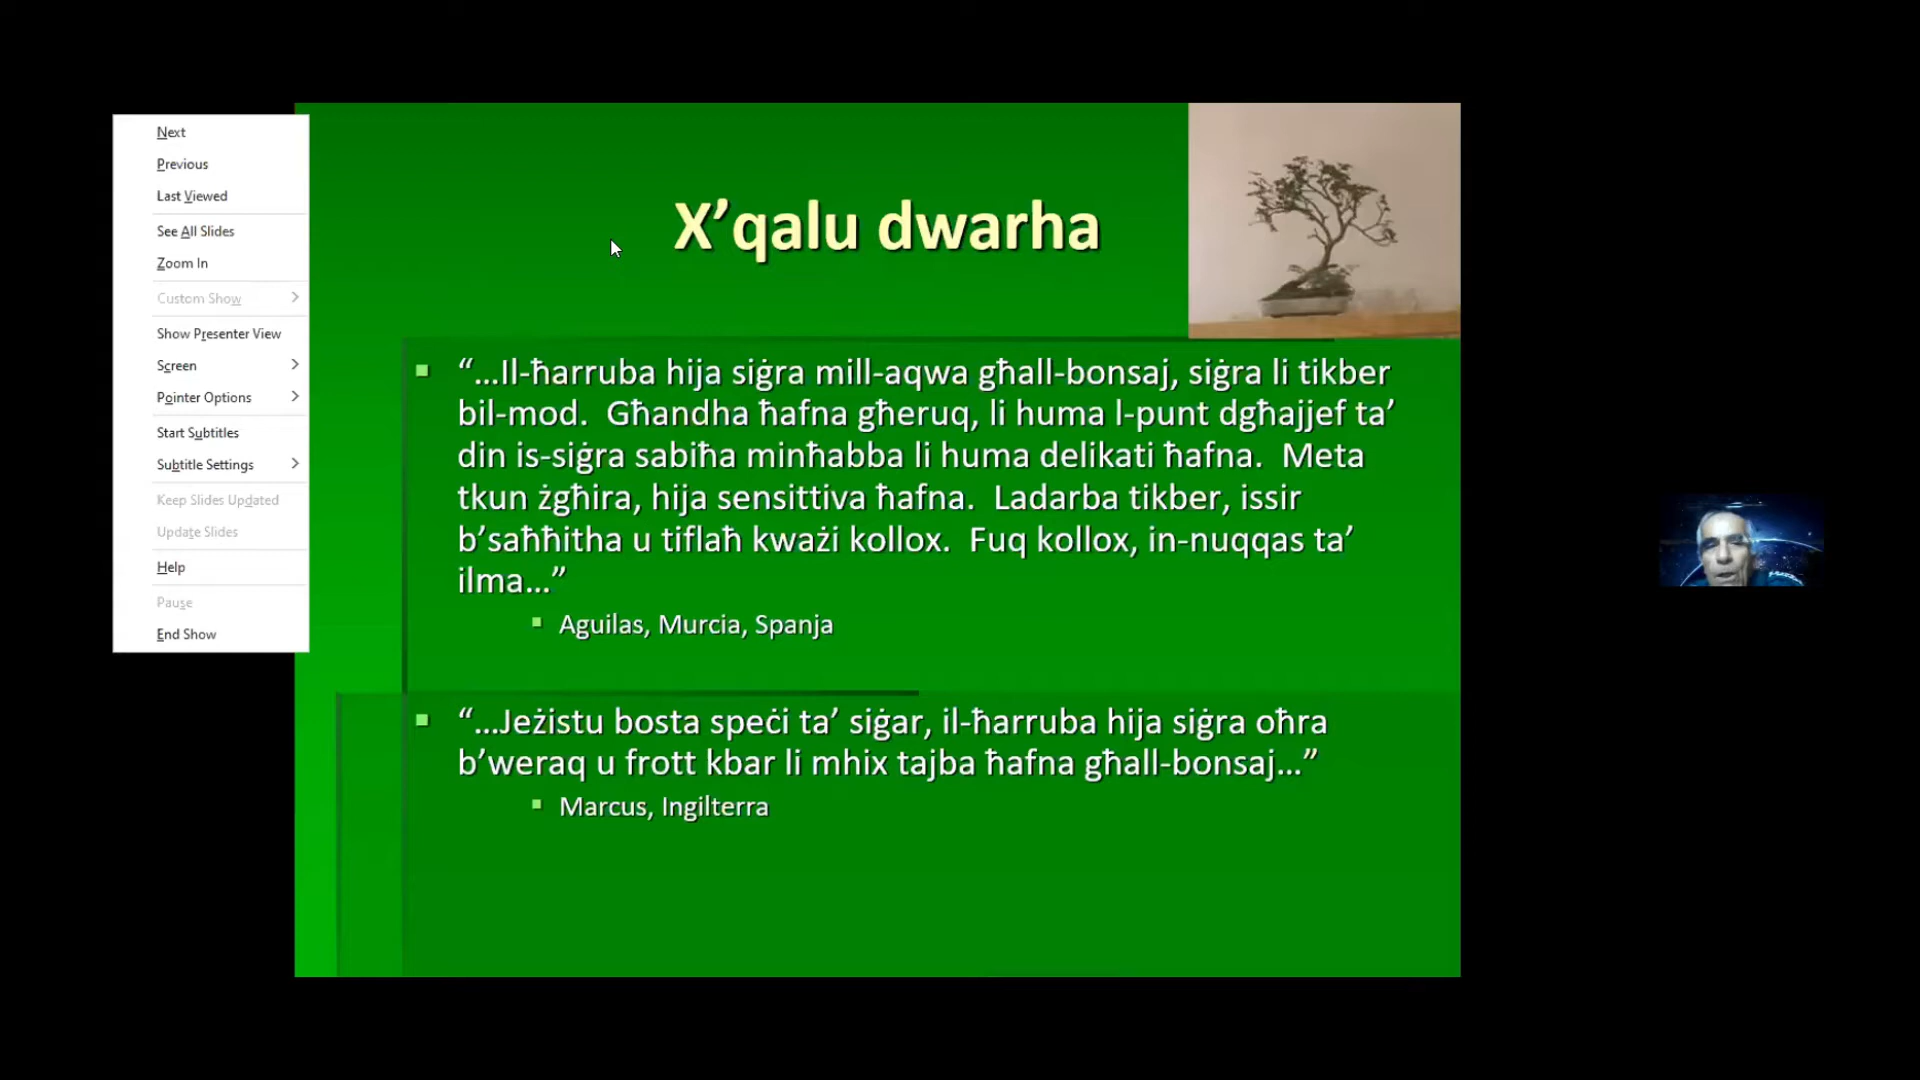 Next
Previous
Last Viewed
See All Slides
Zoom In
Custom Show
Show Presenter View
Screen
Pointer Options
Start Subtitles
Subtitle Settings
Keep Slides Updated
Update Slides
Help
Pause
End Show
X’qalu dwarha
“…Il-ħarruba hija siġra mill-aqwa għall-bonsaj, siġra li tikber
bil-mod. Għandha ħafna għeruq, li huma l-punt dgħajjef ta’
din is-siġra sabiħa minħabba li huma delikati ħafna. Meta
tkun żgħira, hija sensittiva ħafna. Ladarba tikber, issir
b’saħħitha u tiflaħ kważi kollox. Fuq kollox, in-nuqqas ta’
ilma…”
Aguilas, Murcia, Spanja
“…Jeżistu bosta speċi ta’ siġar, il-ħarruba hija siġra oħra
b’weraq u frott kbar li mhix tajba ħafna għall-bonsaj…”
Marcus, Ingilterra